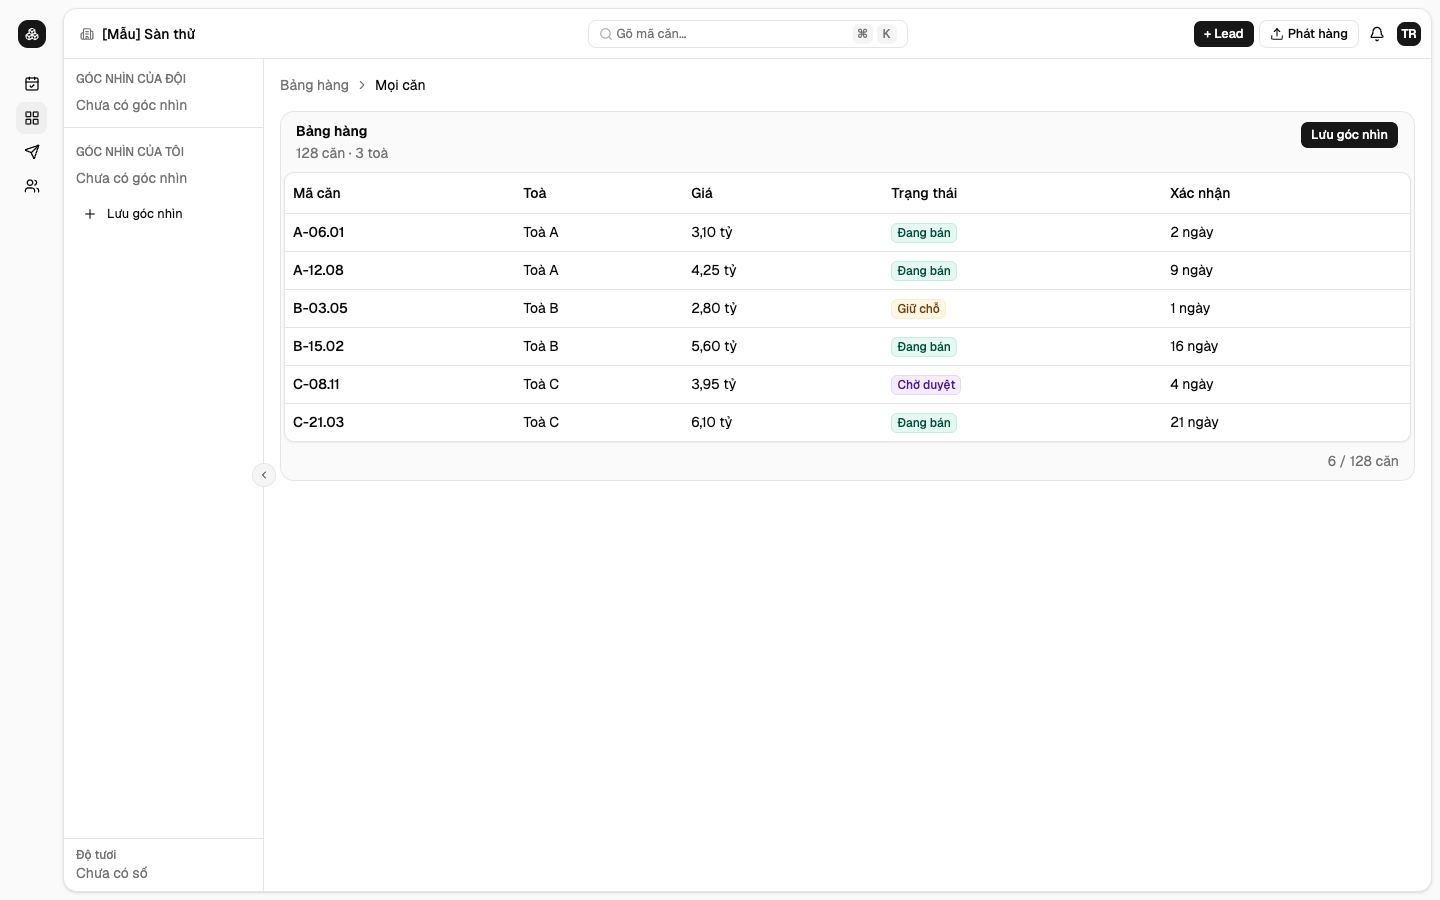 [Mẫu] Sàn thử
Gõ mã căn...
⌘ K
+ Lead
Phát hàng
TR
GÓC NHÌN CỦA ĐỘI
Chưa có góc nhìn
GÓC NHÌN CỦA TÔI
Chưa có góc nhìn
Lưu góc nhìn
Độ tươi
Chưa có số
Bảng hàng > Mọi căn
Bảng hàng
128 căn · 3 toà
Lưu góc nhìn
Mã căn Toà Giá Trạng thái Xác nhận
A-06.01 Toà A 3,10 tỷ Đang bán 2 ngày
A-12.08 Toà A 4,25 tỷ Đang bán 9 ngày
B-03.05 Toà B 2,80 tỷ Giữ chỗ 1 ngày
B-15.02 Toà B 5,60 tỷ Đang bán 16 ngày
C-08.11 Toà C 3,95 tỷ Chờ duyệt 4 ngày
C-21.03 Toà C 6,10 tỷ Đang bán 21 ngày
6 / 128 căn